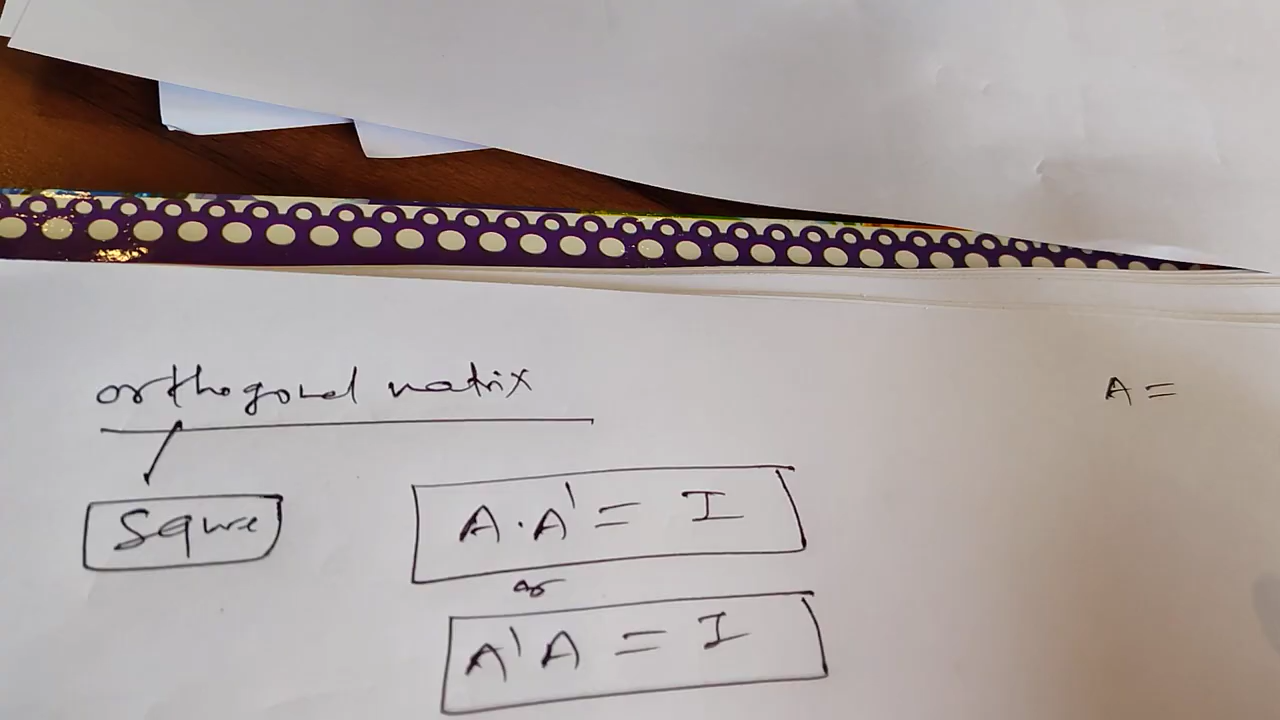 orthogonal matrix
A =
Square
A · A' = I
or
A' A = I